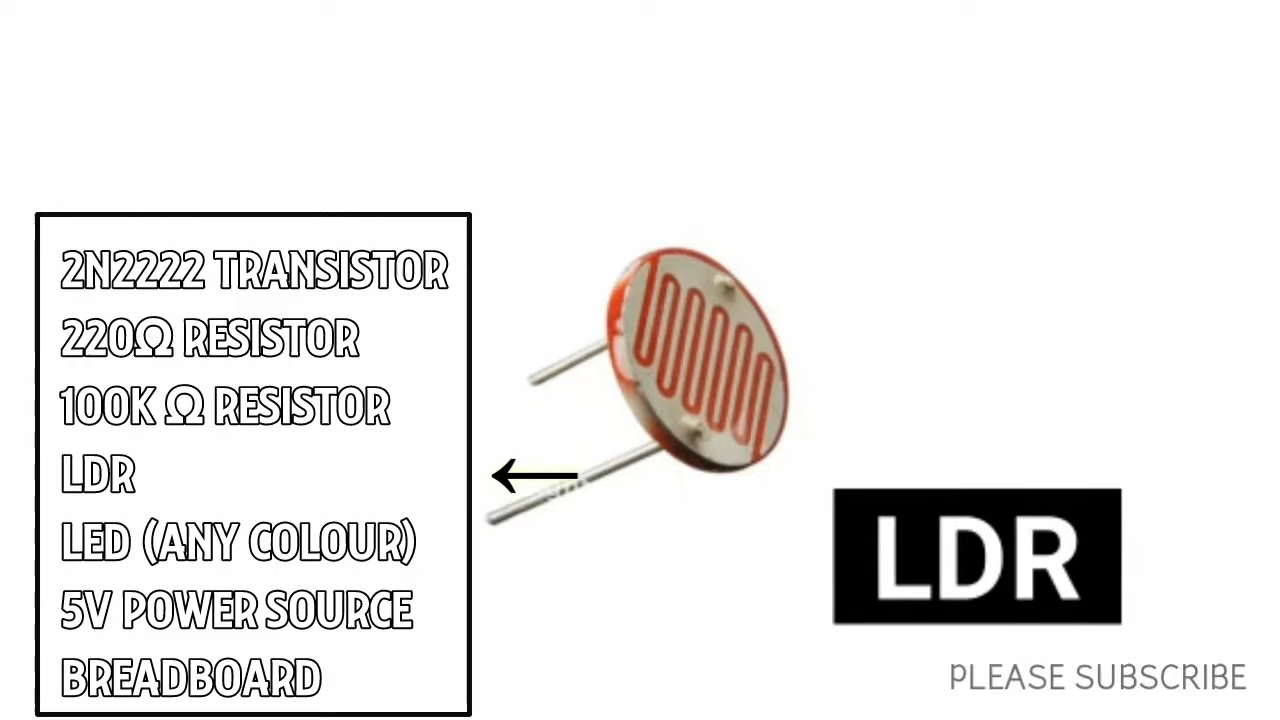 2N2222 TRANSISTOR
220Ω RESISTOR
100K Ω RESISTOR
LDR
LED (ANY COLOUR)
5V POWER SOURCE
BREADBOARD
LDR
PLEASE SUBSCRIBE